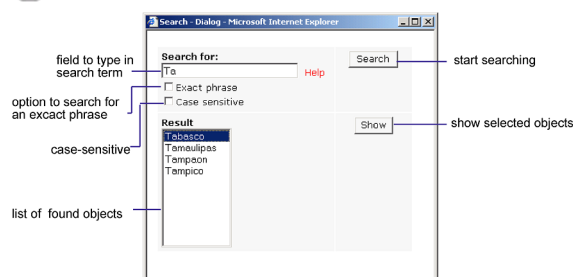 Search - Dialog - Microsoft Internet Explorer
Search for:
Ta
Help
Search
Exact phrase
Case sensitive
Result
Show
Tabasco
Tamaulipas
Tampaon
Tampico
field to type in
search term
option to search for
an excact phrase
case-sensitive
list of found objects
start searching
show selected objects